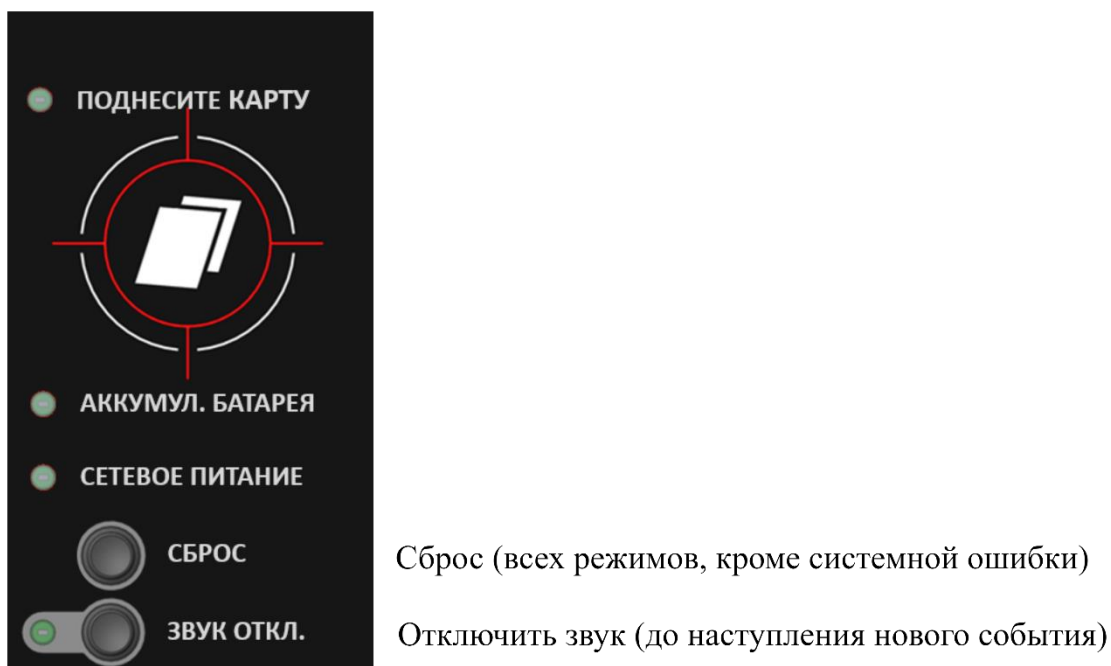 ПОДНЕСИТЕ КАРТУ
АККУМУЛ. БАТАРЕЯ
СЕТЕВОЕ ПИТАНИЕ
СБРОС
Сброс (всех режимов, кроме системной ошибки)
ЗВУК ОТКЛ.
Отключить звук (до наступления нового события)